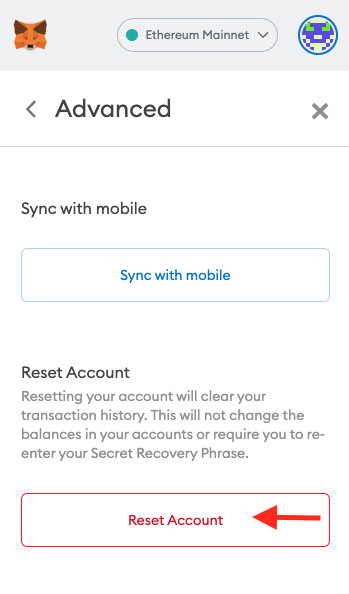 Ethereum Mainnet
Advanced
Sync with mobile
Sync with mobile
Reset Account
Resetting your account will clear your
transaction history. This will not change the
balances in your accounts or require you to re-
enter your Secret Recovery Phrase.
Reset Account